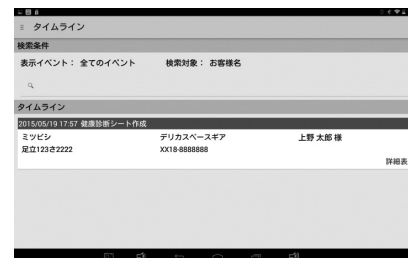 タイムライン
検索条件
表示イベント： 全てのイベント 検索対象： お客様名
タイムライン
2015/05/19 17:57 健康診断シート作成
ミツビシ デリカスペースギア 上野 太郎 様
足立123さ2222 XX18-8888888
詳細表